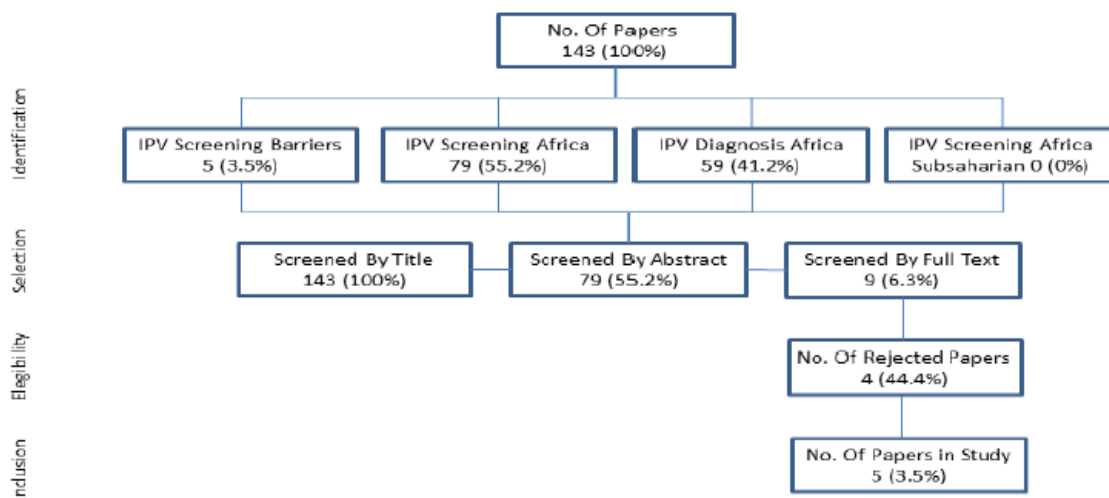 No. Of Papers
143 (100%)
Identification
IPV Screening Barriers
5 (3.5%)
IPV Screening Africa
79 (55.2%)
IPV Diagnosis Africa
59 (41.2%)
IPV Screening Africa
Subsaharian 0 (0%)
Selection
Screened By Title
143 (100%)
Screened By Abstract
79 (55.2%)
Screened By Full Text
9 (6.3%)
Elegibility
No. Of Rejected Papers
4 (44.4%)
nclusion
No. Of Papers in Study
5 (3.5%)